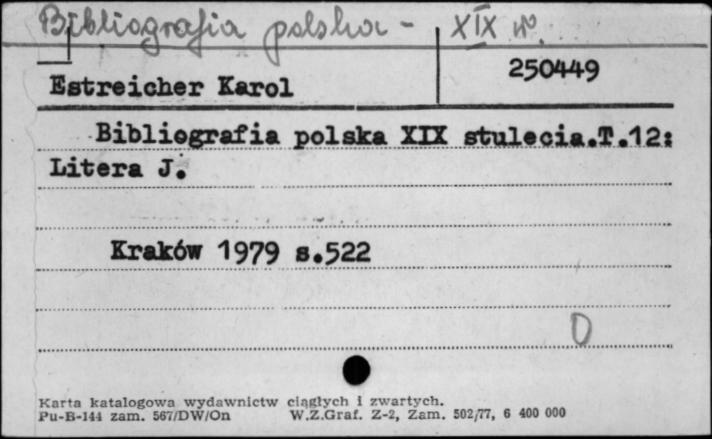 Bibliografia polska - XIX w.
250449
Estreicher Karol
Bibliografia polska XIX stulecia.T.12:
Litera J.
Kraków 1979 s.522
0
Karta katalogowa wydawnictw ciągłych i zwartych.
Pu-B-144 zam. 567/DW/On W.Z.Graf. Z-2, Zam. 502/77, 6 400 000